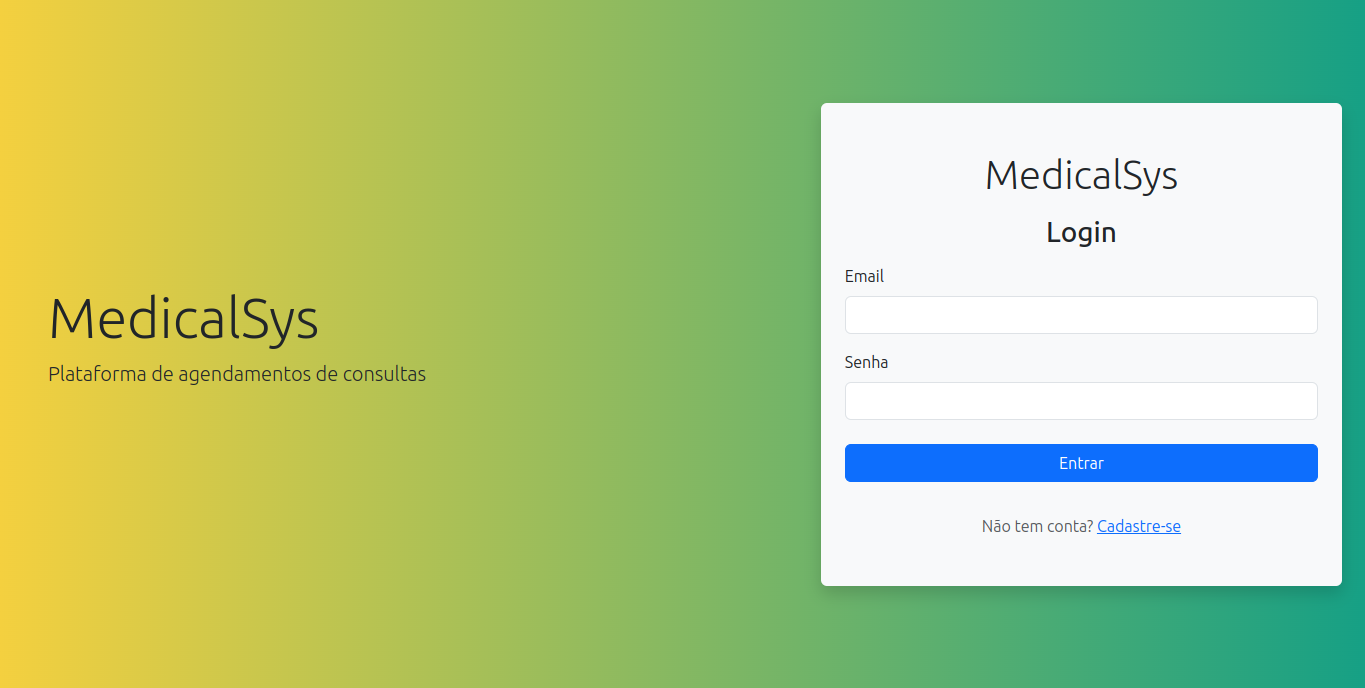 MedicalSys
Plataforma de agendamentos de consultas
MedicalSys
Login
Email
Senha
Entrar
Não tem conta? Cadastre-se